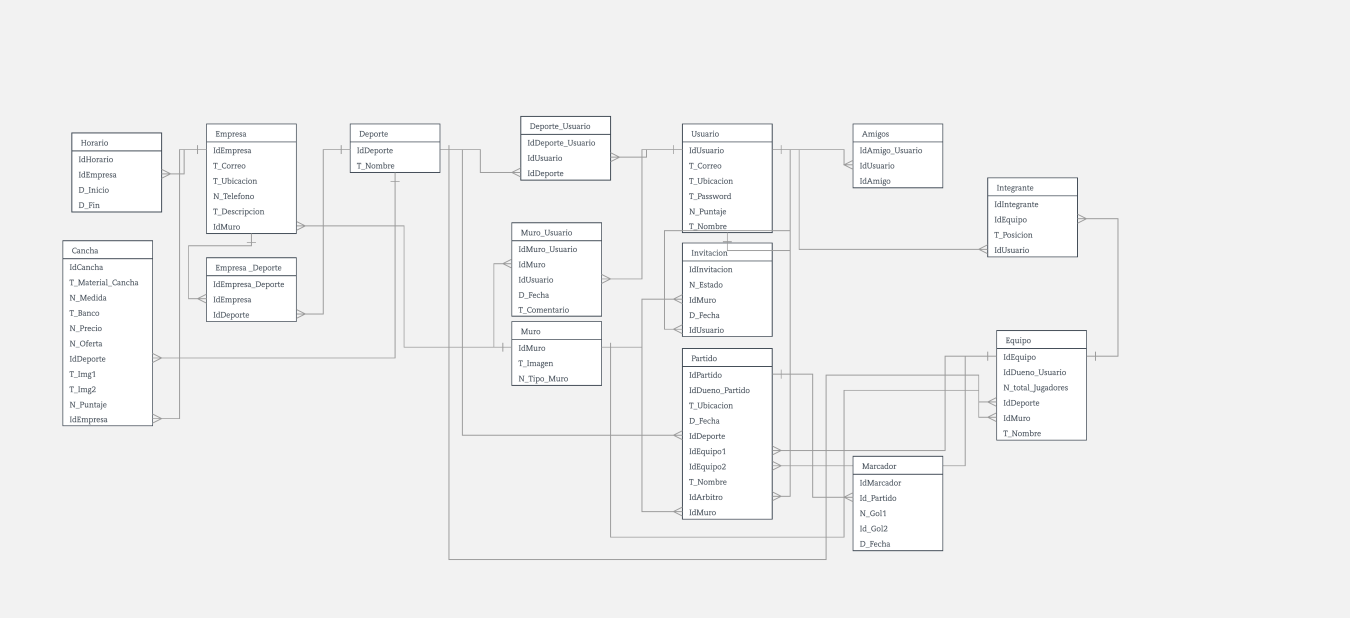 Horario
IdHorario
IdEmpresa
D_Inicio
D_Fin
Cancha
IdCancha
T_Material_Cancha
N_Medida
T_Banco
N_Precio
N_Oferta
IdDeporte
T_Img1
T_Img2
N_Puntaje
IdEmpresa
Empresa
IdEmpresa
T_Correo
T_Ubicacion
N_Telefono
T_Descripcion
IdMuro
Empresa _Deporte
IdEmpresa_Deporte
IdEmpresa
IdDeporte
Deporte
IdDeporte
T_Nombre
Deporte_Usuario
IdDeporte_Usuario
IdUsuario
IdDeporte
Muro_Usuario
IdMuro_Usuario
IdMuro
IdUsuario
D_Fecha
T_Comentario
Muro
IdMuro
T_Imagen
N_Tipo_Muro
Usuario
IdUsuario
T_Correo
T_Ubicacion
T_Password
N_Puntaje
T_Nombre
Invitacion
IdInvitacion
N_Estado
IdMuro
D_Fecha
IdUsuario
Partido
IdPartido
IdDueno_Partido
T_Ubicacion
D_Fecha
IdDeporte
IdEquipo1
IdEquipo2
T_Nombre
IdArbitro
IdMuro
Amigos
IdAmigo_Usuario
IdUsuario
IdAmigo
Marcador
IdMarcador
Id_Partido
N_Gol1
Id_Gol2
D_Fecha
Integrante
IdIntegrante
IdEquipo
T_Posicion
IdUsuario
Equipo
IdEquipo
IdDueno_Usuario
N_total_Jugadores
IdDeporte
IdMuro
T_Nombre